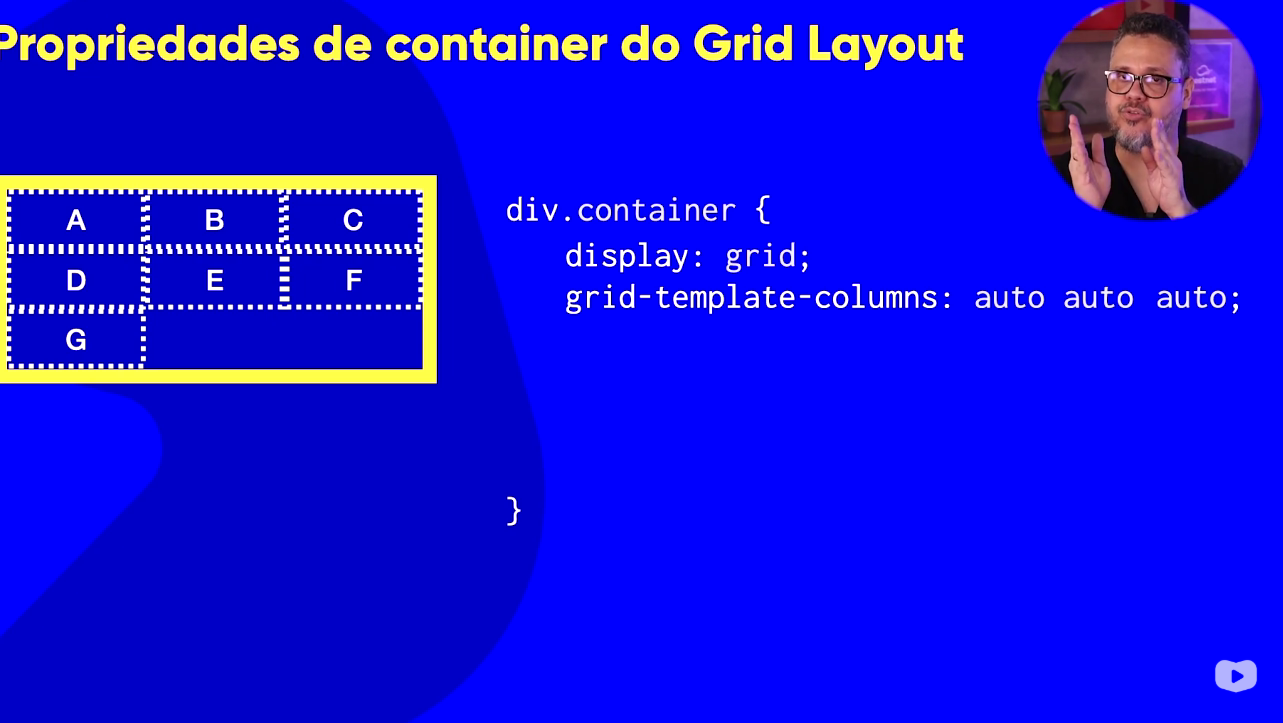 Propriedades de container do Grid Layout
A B C
D E F
G
div.container {
display: grid;
grid-template-columns: auto auto auto;
}